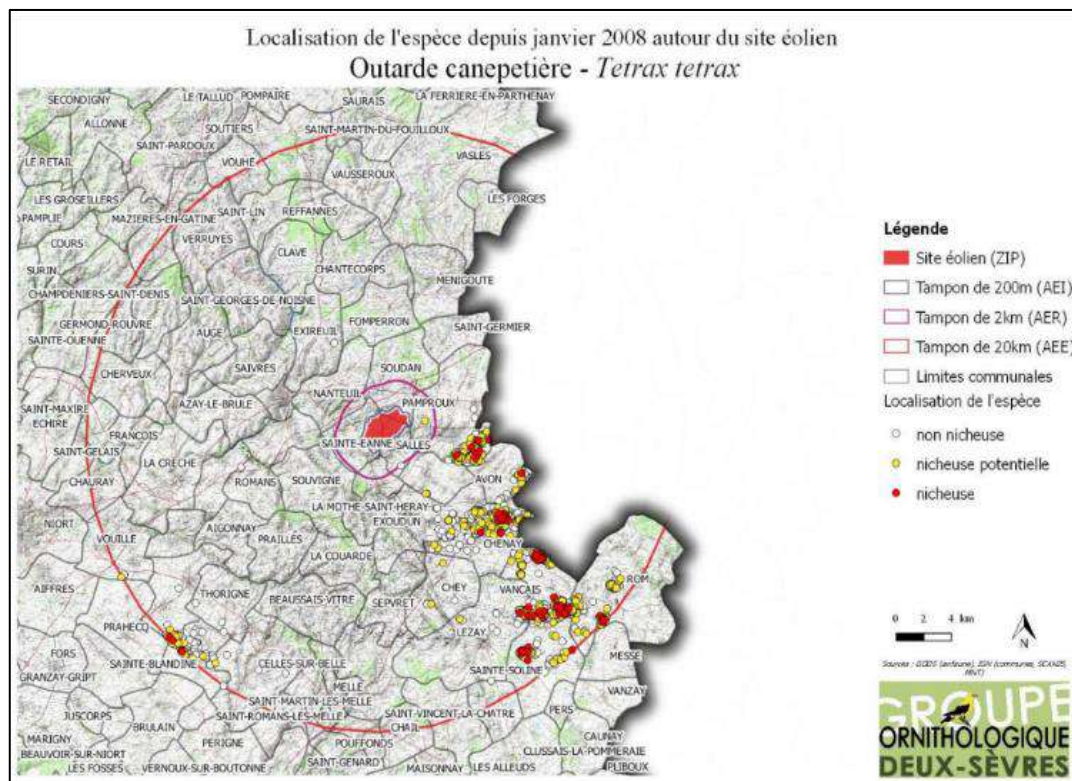 Localisation de l'espèce depuis janvier 2008 autour du site éolien
Outarde canepetière - Tetrax tetrax
SECONDIGNY
LE TALLUD
POMPAIRE
SAURAIS
LA FERRIERE-EN-PARTHENAY
ALLONNE
SOUTIERS
SAINT-MARTIN-DU-FOUILLOUX
SAINT-PARDOUX
LE RETAIL
VOUHE
VASLES
VAUSSEROUX
LES GROSEILLERS
LES FORGES
PAMPLIE
MAZIERES-EN-GATINE
SAINT-LIN
REFFANNES
COURS
VERRUYES
CLAVE
SURIN
CHANTECORPS
MENIGOUTE
CHAMPDENIERS-SAINT-DENIS
SAINT-GEORGES-DE-NOISNE
GERMOND-ROUVRE
AUGE
EXIREUIL
FOMPERRON
SAINT-GERMIER
SAINTE-OUENNE
CHERVEUX
SAIVRES
SOUDAN
NANTEUIL
PAMPROUX
SAINT-MAXIRE
AZAY-LE-BRULE
ECHIRE
FRANCOIS
SAINTE-EANNE
SALLES
SAINT-GELAIS
LA CRECHE
CHAURAY
ROMANS
SOUVIGNE
AVON
LA MOTHE-SAINT-HERAY
NIORT
EXOUDUN
AIGONNAY
VOUILLE
PRAILLES
CHENAY
LA COUARDE
AIFFRES
CHEY
VANCAIS
ROM
THORIGNE
BEAUSSAIS-VITRE
SEPVRET
PRAHECQ
LEZAY
FORS
MESSE
SAINTE-BLANDINE
CELLES-SUR-BELLE
SAINTE-SOLINE
GRANZAY-GRIPT
MELLE
VANZAY
SAINT-MARTIN-LES-MELLE
JUSCORPS
SAINT-ROMANS-LES-MELLE
SAINT-VINCENT-LA-CHATRE
PERS
BRULAIN
CHAIL
MARIGNY
PERIGNE
POUFFONDS
CAUNAY
BEAUVOIR-SUR-NIORT
CLUSSAIS-LA-POMMERAIE
LES FOSSES
VERNOUX-SUR-BOUTONNE
SAINT-GENARD
MAISONNAY
LES ALLEUDS
PLIBOUX
Légende
Site éolien (ZIP)
Tampon de 200m (AEI)
Tampon de 2km (AER)
Tampon de 20km (AEE)
Limites communales
Localisation de l'espèce
non nicheuse
nicheuse potentielle
nicheuse
0 2 4 km
N
GROUPE
ORNITHOLOGIQUE
DEUX-SÈVRES